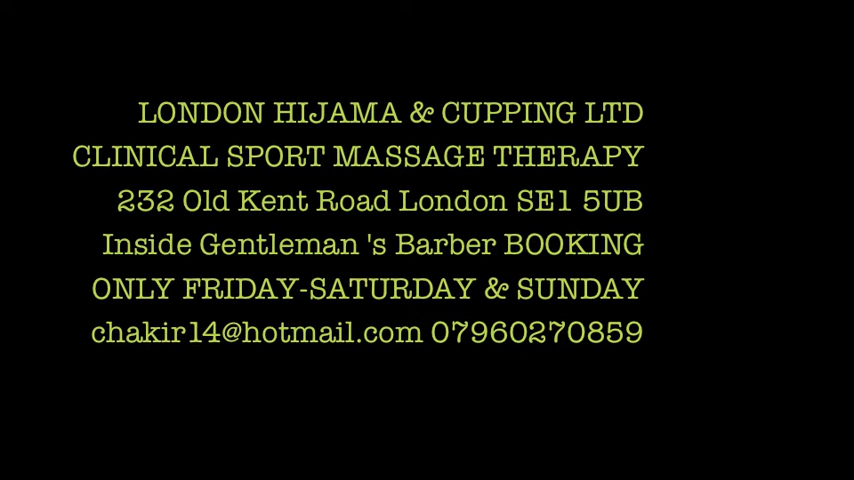 LONDON HIJAMA & CUPPING LTD
CLINICAL SPORT MASSAGE THERAPY
232 Old Kent Road London SE1 5UB
Inside Gentleman 's Barber BOOKING
ONLY FRIDAY-SATURDAY & SUNDAY
chakir14@hotmail.com 07960270859